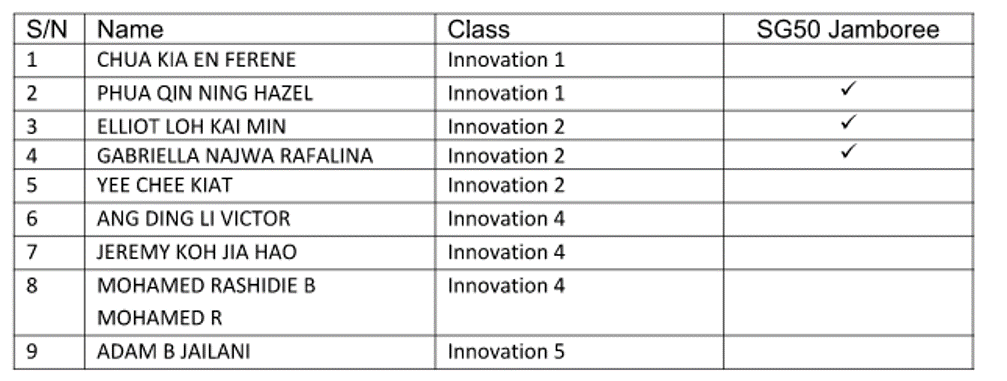 S/N Name Class SG50 Jamboree
1 CHUA KIA EN FERENE Innovation 1
2 PHUA QIN NING HAZEL Innovation 1 ✓
3 ELLIOT LOH KAI MIN Innovation 2 ✓
4 GABRIELLA NAJWA RAFALINA Innovation 2 ✓
5 YEE CHEE KIAT Innovation 2
6 ANG DING LI VICTOR Innovation 4
7 JEREMY KOH JIA HAO Innovation 4
8 MOHAMED RASHIDIE B Innovation 4
MOHAMED R
9 ADAM B JAILANI Innovation 5